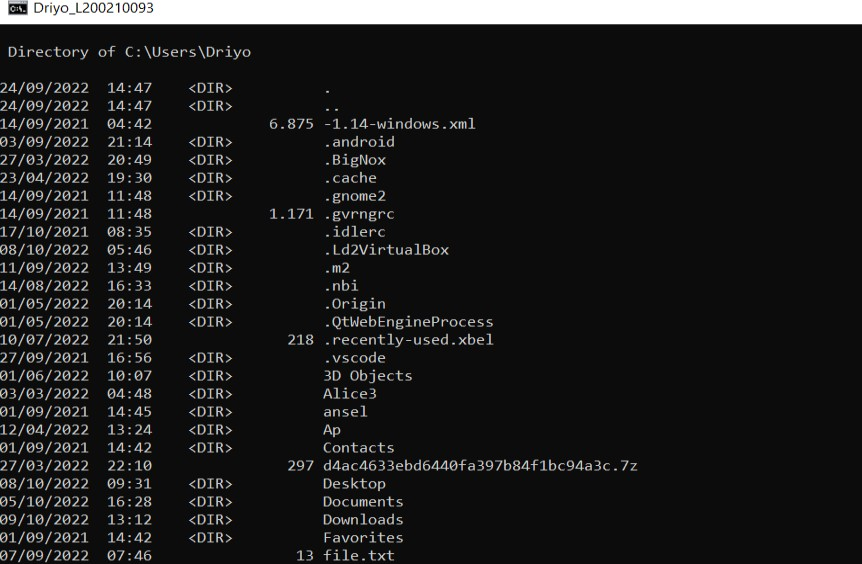 Driyo_L200210093
Directory of C:\Users\Driyo
24/09/2022 14:47 <DIR> .
24/09/2022 14:47 <DIR> ..
14/09/2021 04:42 6.875 -1.14-windows.xml
03/09/2022 21:14 <DIR> .android
27/03/2022 20:49 <DIR> .BigNox
23/04/2022 19:30 <DIR> .cache
14/09/2021 11:48 <DIR> .gnome2
14/09/2021 11:48 1.171 .gvrngrc
17/10/2021 08:35 <DIR> .idlerc
08/10/2022 05:46 <DIR> .Ld2VirtualBox
11/09/2022 13:49 <DIR> .m2
14/08/2022 16:33 <DIR> .nbi
01/05/2022 20:14 <DIR> .Origin
01/05/2022 20:14 <DIR> .QtWebEngineProcess
10/07/2022 21:50 218 .recently-used.xbel
27/09/2021 16:56 <DIR> .vscode
01/06/2022 10:07 <DIR> 3D Objects
03/03/2022 04:48 <DIR> Alice3
01/09/2021 14:45 <DIR> ansel
12/04/2022 13:24 <DIR> Ap
01/09/2021 14:42 <DIR> Contacts
27/03/2022 22:10 297 d4ac4633ebd6440fa397b84f1bc94a3c.7z
08/10/2022 09:31 <DIR> Desktop
05/10/2022 16:28 <DIR> Documents
09/10/2022 13:12 <DIR> Downloads
01/09/2021 14:42 <DIR> Favorites
07/09/2022 07:46 13 file.txt